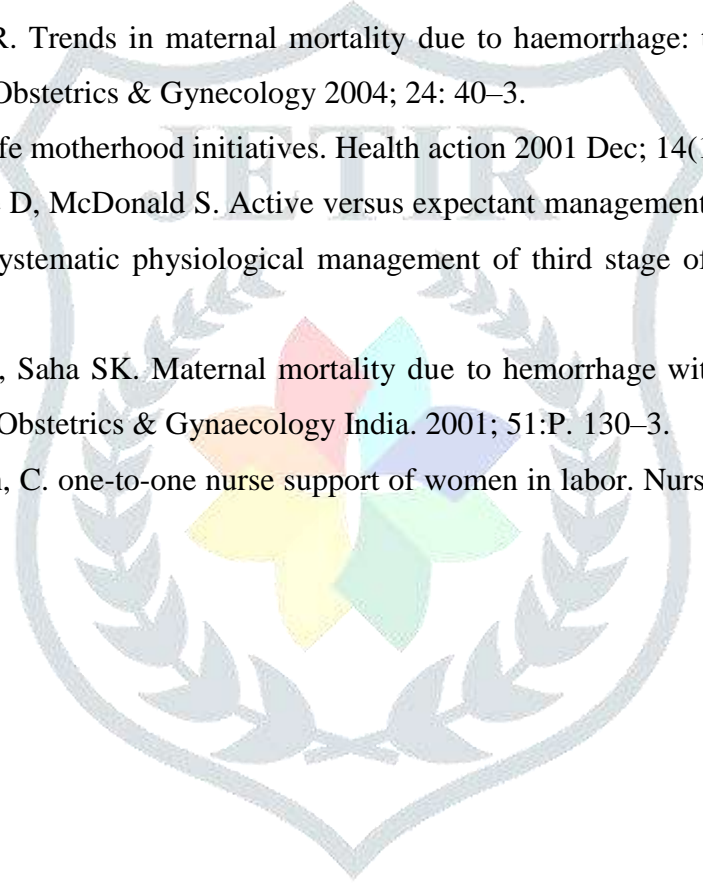 R. Trends in maternal mortality due to haemorrhage:
Obstetrics & Gynecology 2004; 24: 40–3.
fe motherhood initiatives. Health action 2001 Dec; 14(1
D, McDonald S. Active versus expectant management
ystematic physiological management of third stage of
, Saha SK. Maternal mortality due to hemorrhage wit
Obstetrics & Gynaecology India. 2001; 51:P. 130–3.
, C. one-to-one nurse support of women in labor. Nurs
JETIR